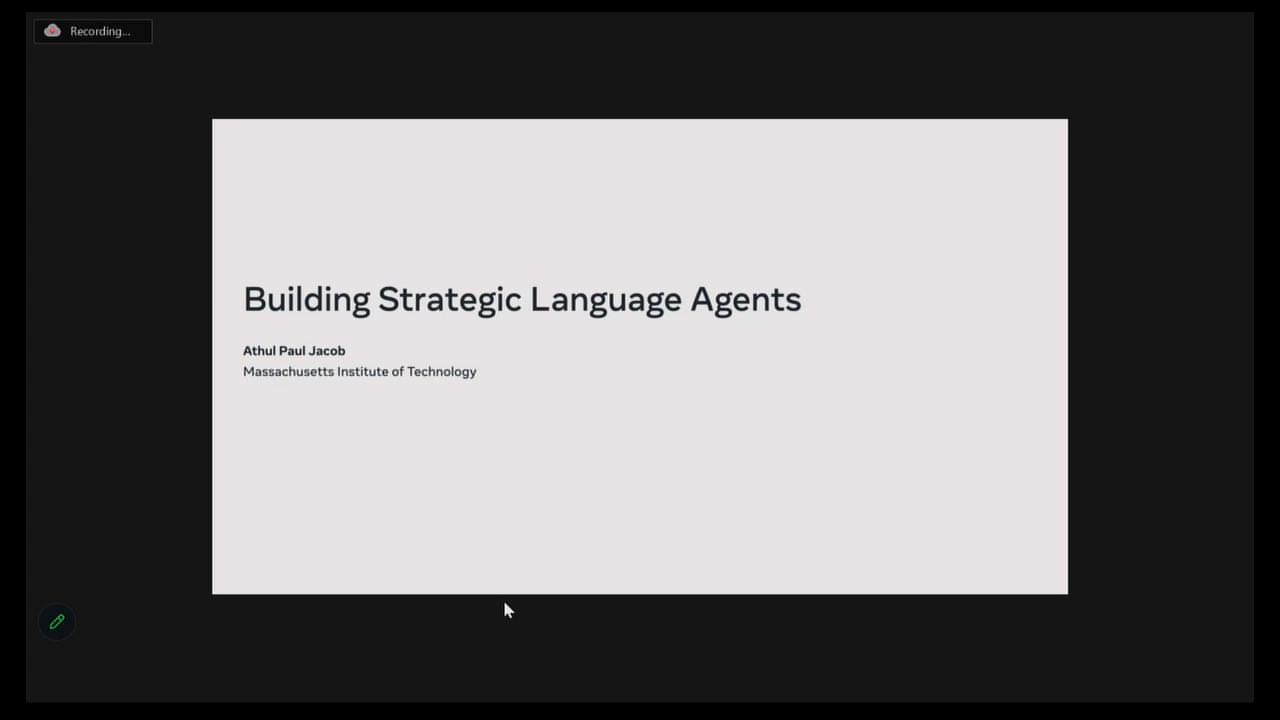 Recording...
Building Strategic Language Agents
Athul Paul Jacob
Massachusetts Institute of Technology